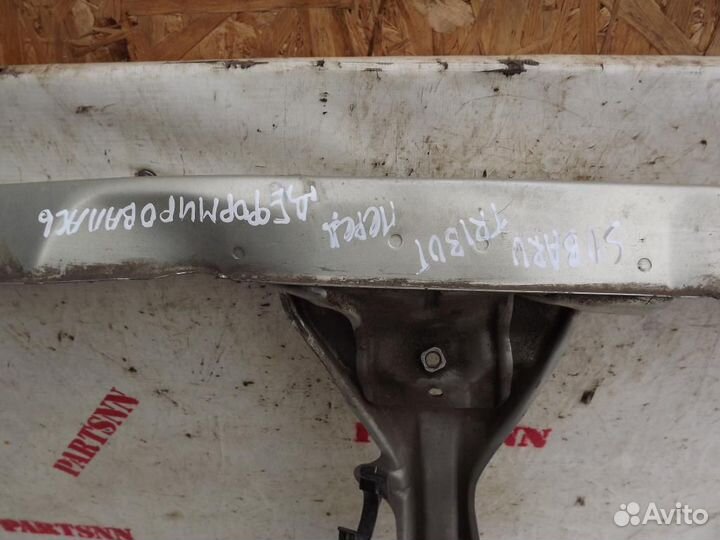 SUBARU
TRIBUT
ПЕРЕД
ДЕФОРМИРОВАЛАСЬ
PARTSNN
PARTSNN
PARTSNN
Avito